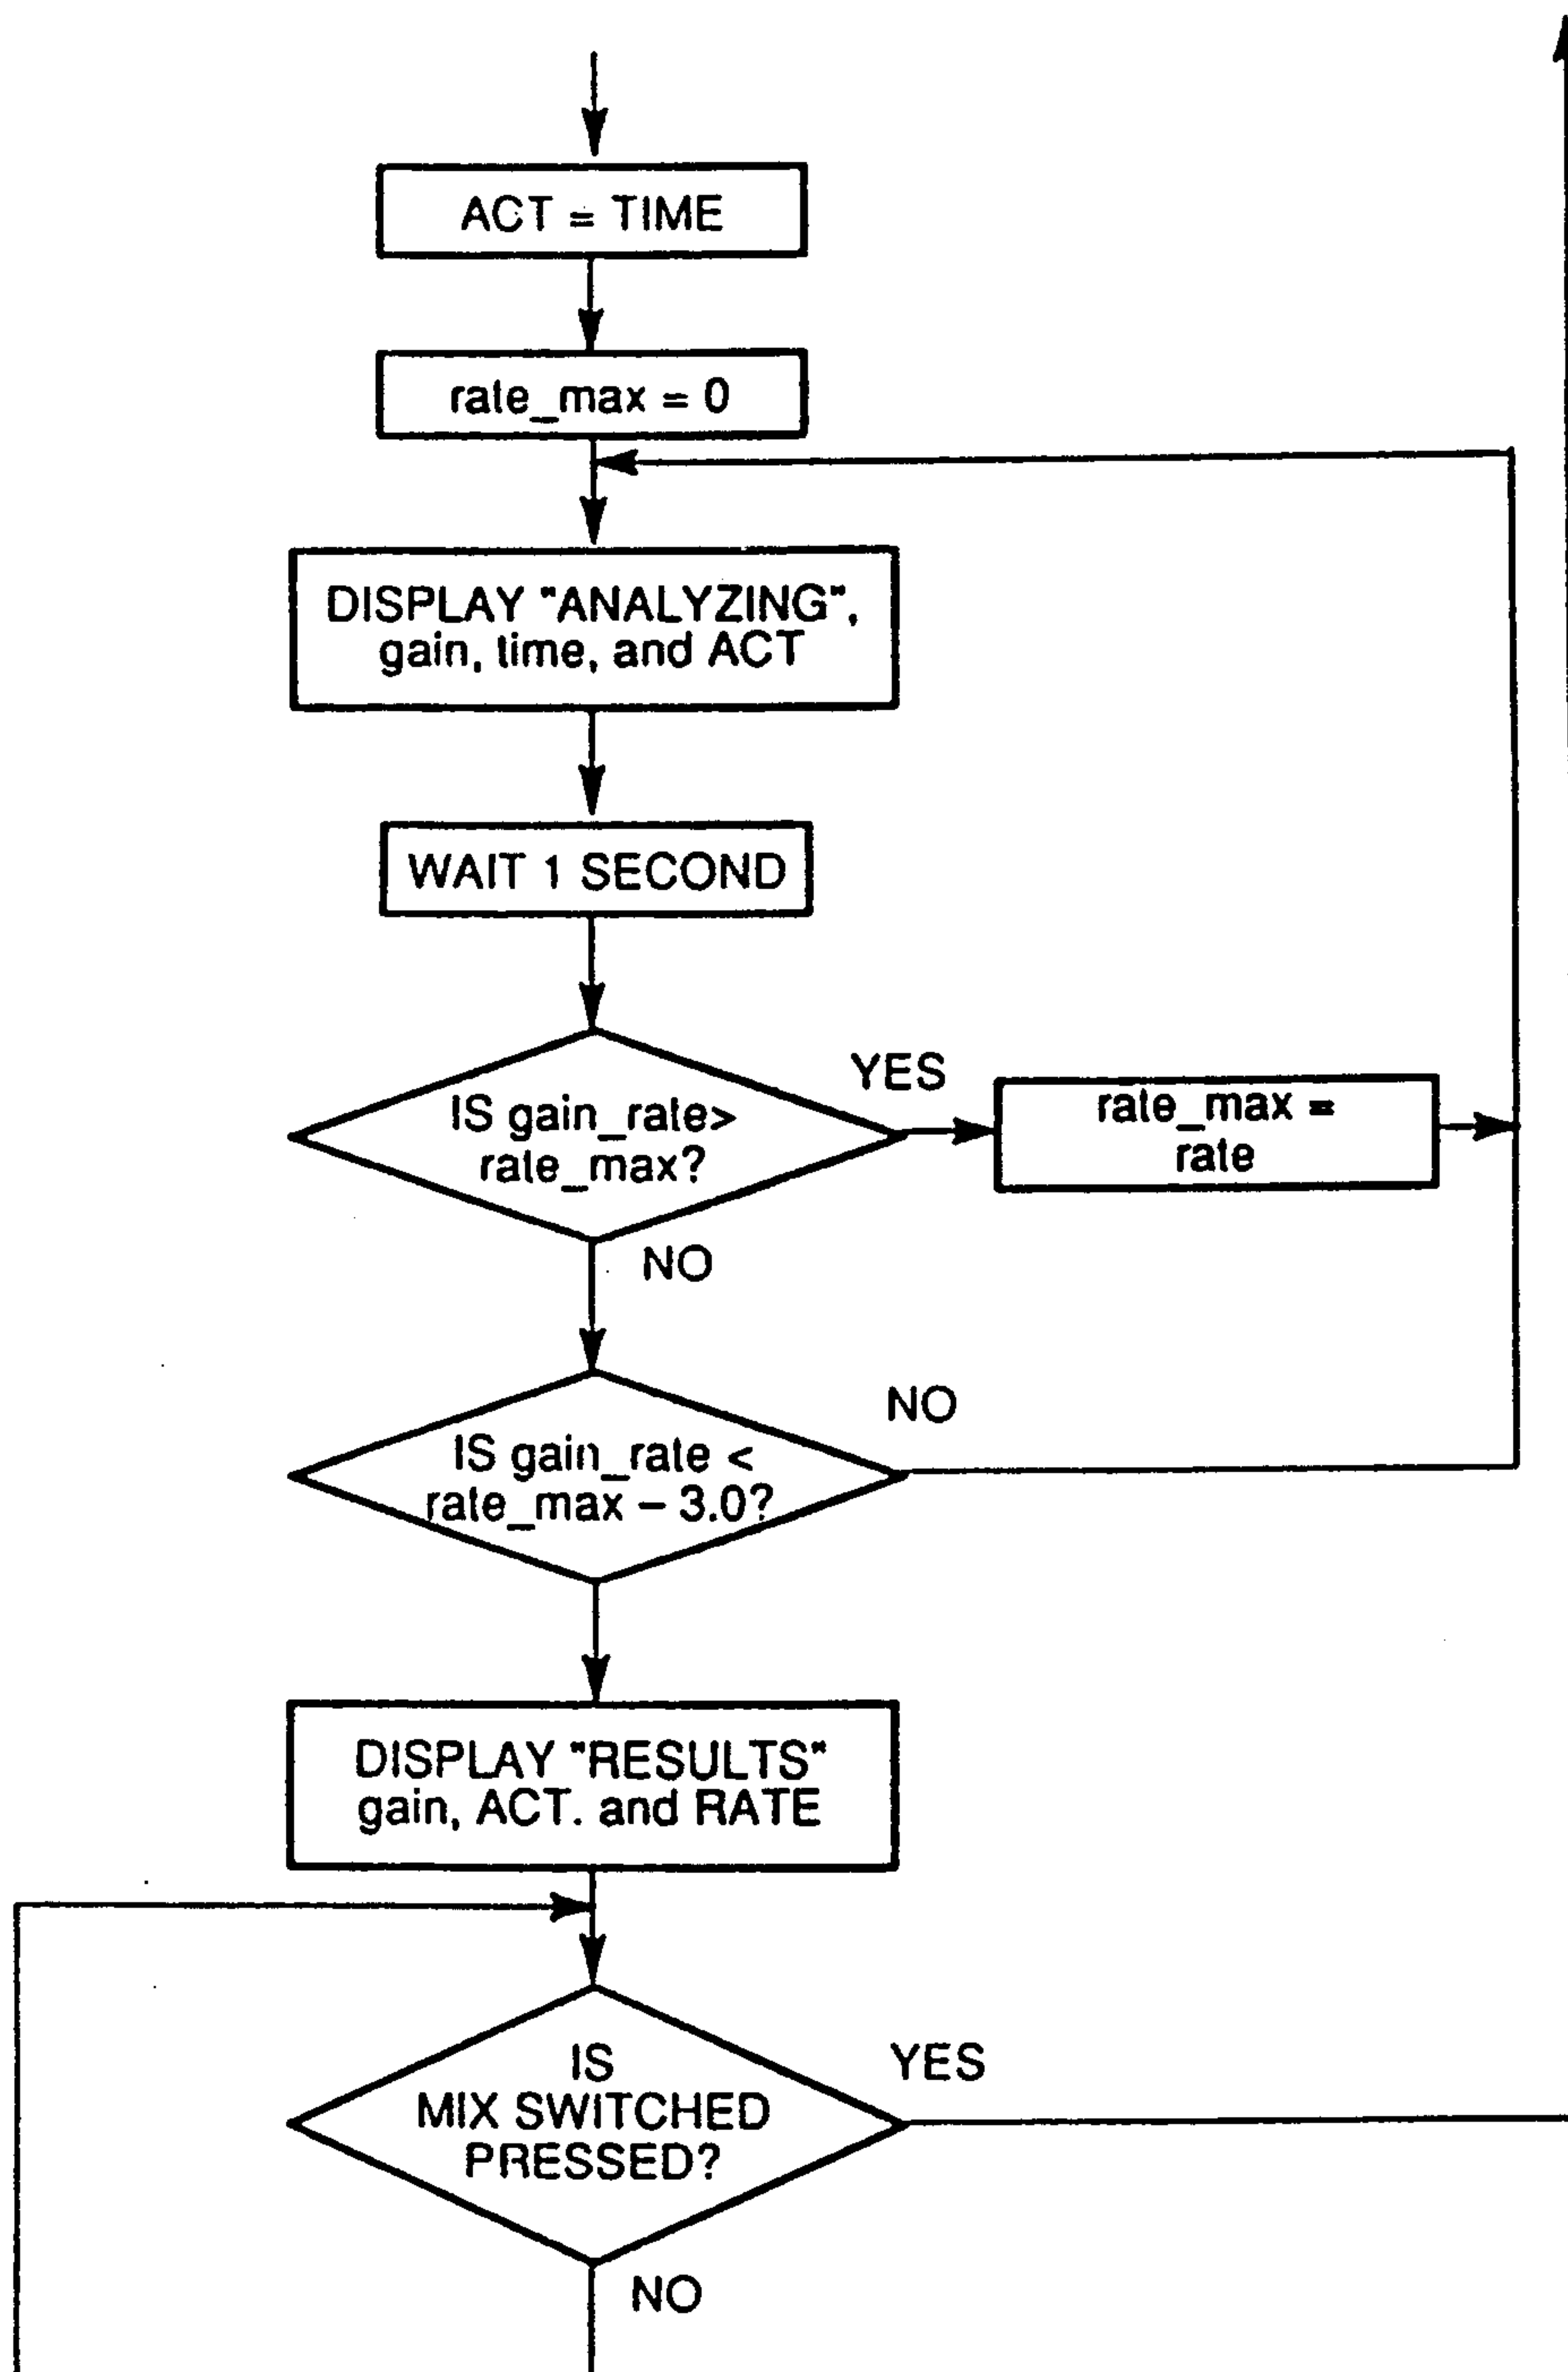 ACT = TIME
rate_max = 0
DISPLAY "ANALYZING",
gain, time, and ACT
WAIT 1 SECOND
IS gain_rate>
rate_max?
YES
rate_max =
rate
NO
IS gain_rate <
rate_max – 3.0?
NO
DISPLAY "RESULTS"
gain, ACT. and RATE
IS
MIX SWITCHED
PRESSED?
YES
NO